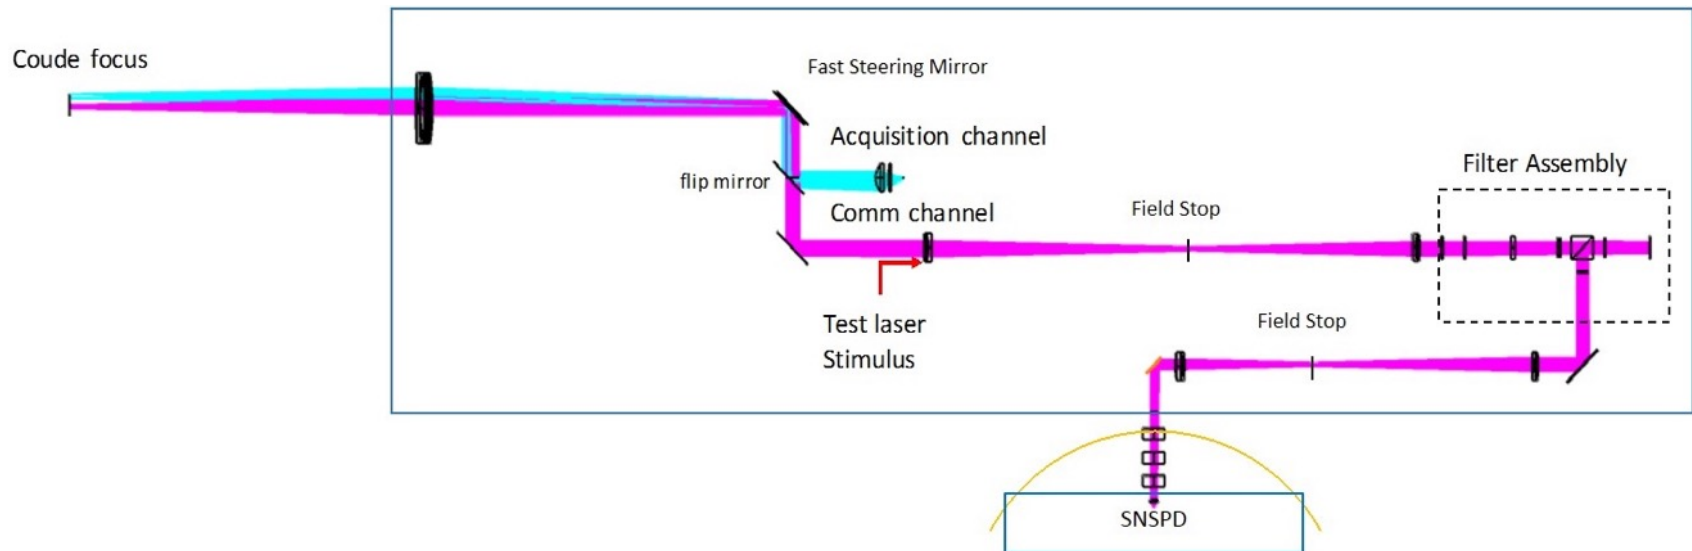 Coude focus
Fast Steering Mirror
Acquisition channel
flip mirror
Comm channel
Field Stop
Filter Assembly
Test laser
Stimulus
Field Stop
SNSPD